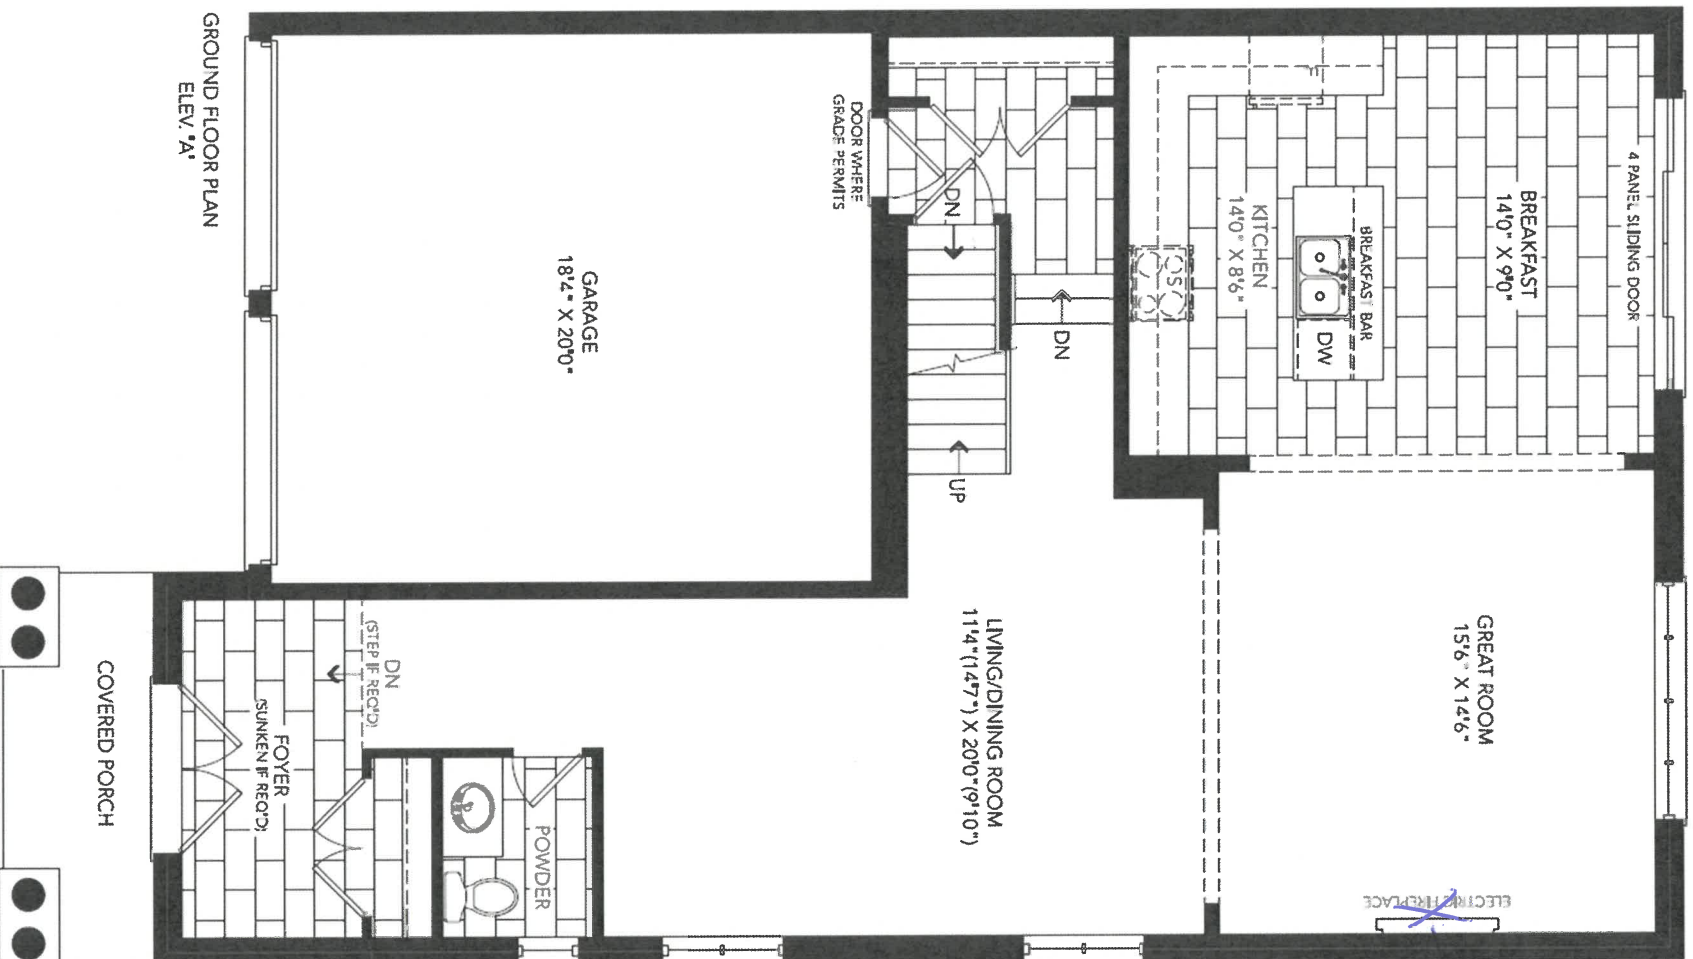 GROUND FLOOR PLAN
ELEV. "A"
GARAGE
18'4" X 20'0"
DOOR WHERE
GRADE PERMITS
DN
DN
UP
KITCHEN
14'0" X 8'6"
S
BREAKFAST BAR
DW
BREAKFAST
14'0" X 9'0"
4 PANEL SLIDING DOOR
GREAT ROOM
15'6" X 14'6"
ELECTRIC FIREPLACE
LIVING/DINING ROOM
11'4"(14'7") X 20'0"(9'10")
DN
(STEP IF REQ'D)
FOYER
(SUNKEN IF REQ'D)
POWDER
COVERED PORCH